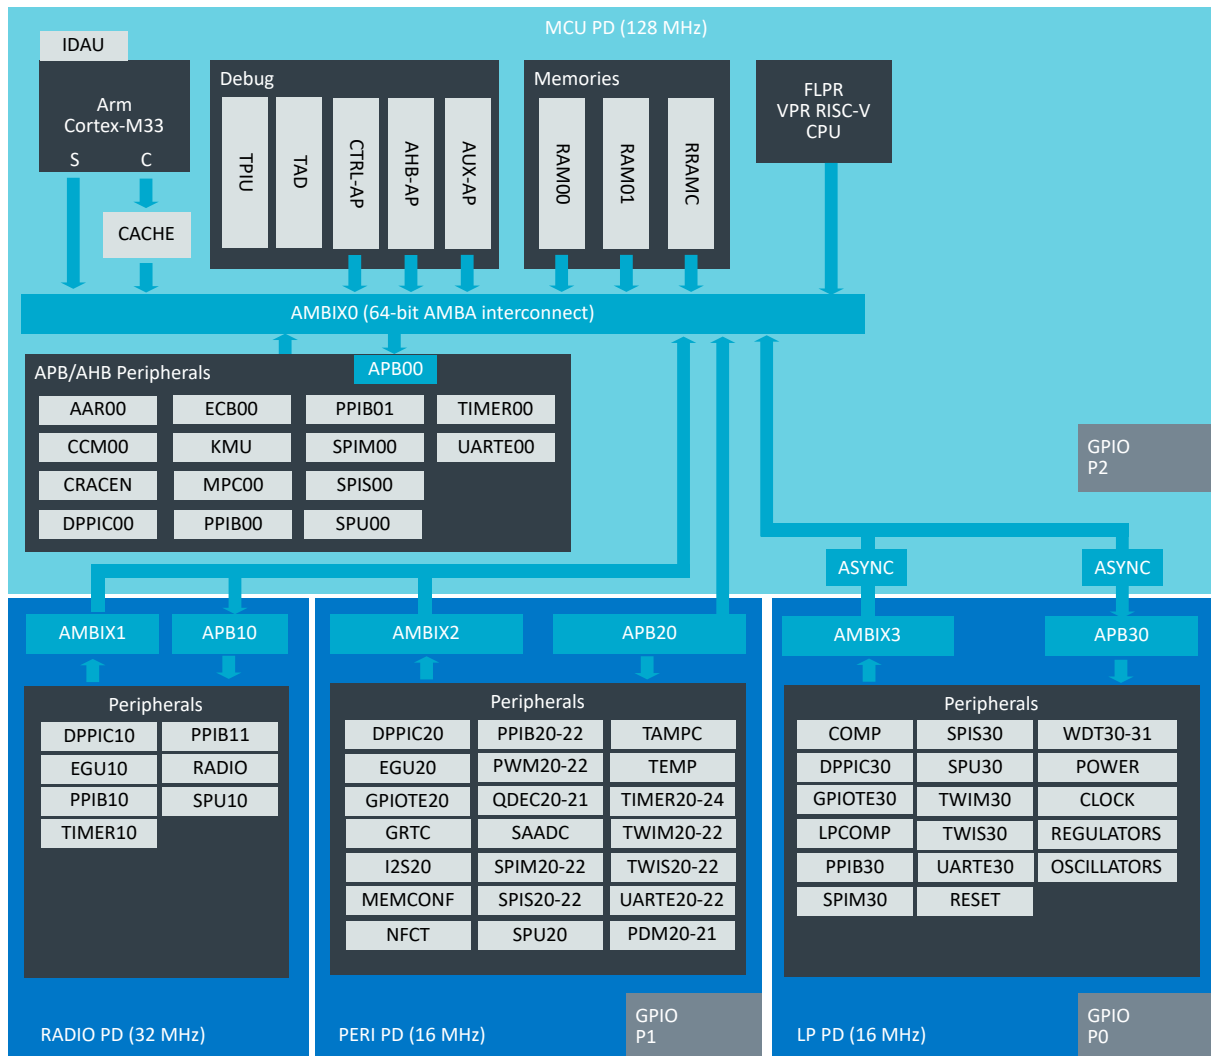 MCU PD (128 MHz)
IDAU
Arm
Cortex-M33
S
C
CACHE
Debug
TPIU
TAD
CTRL-AP
AHB-AP
AUX-AP
Memories
RAM00
RAM01
RRAMC
FLPR
VPR RISC-V
CPU
AMBIX0 (64-bit AMBA interconnect)
APB/AHB Peripherals
APB00
AAR00
ECB00
PPIB01
TIMER00
CCM00
KMU
SPIM00
UARTE00
CRACEN
MPC00
SPIS00
DPPIC00
PPIB00
SPU00
GPIO
P2
ASYNC
ASYNC
AMBIX1
APB10
Peripherals
DPPIC10
PPIB11
EGU10
RADIO
PPIB10
SPU10
TIMER10
RADIO PD (32 MHz)
AMBIX2
APB20
Peripherals
DPPIC20
PPIB20-22
TAMPC
EGU20
PWM20-22
TEMP
GPIOTE20
QDEC20-21
TIMER20-24
GRTC
SAADC
TWIM20-22
I2S20
SPIM20-22
TWIS20-22
MEMCONF
SPIS20-22
UARTE20-22
NFCT
SPU20
PDM20-21
PERI PD (16 MHz)
GPIO
P1
AMBIX3
APB30
Peripherals
COMP
SPIS30
WDT30-31
DPPIC30
SPU30
POWER
GPIOTE30
TWIM30
CLOCK
LPCOMP
TWIS30
REGULATORS
PPIB30
UARTE30
OSCILLATORS
SPIM30
RESET
LP PD (16 MHz)
GPIO
P0